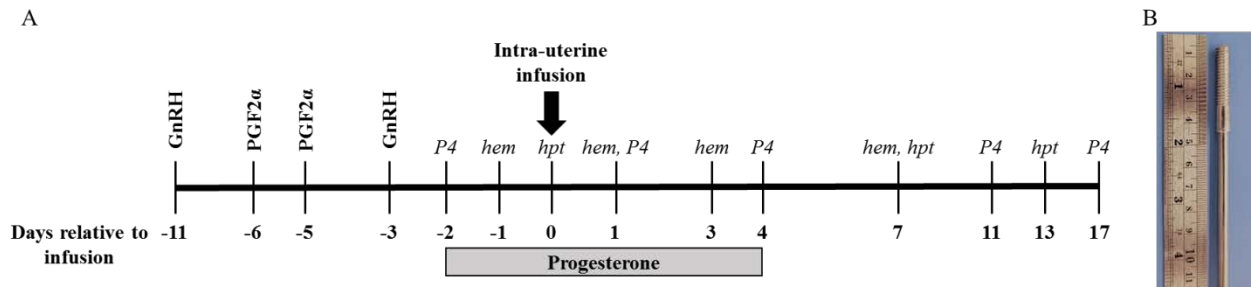 A
B
Intra-uterine
infusion
GnRH
PGF2α
PGF2α
GnRH
P4 hem hpt hem, P4 hem P4 hem, hpt P4 hpt P4
Days relative to -11 -6 -5 -3 -2 -1 0 1 3 4 7 11 13 17
infusion
Progesterone